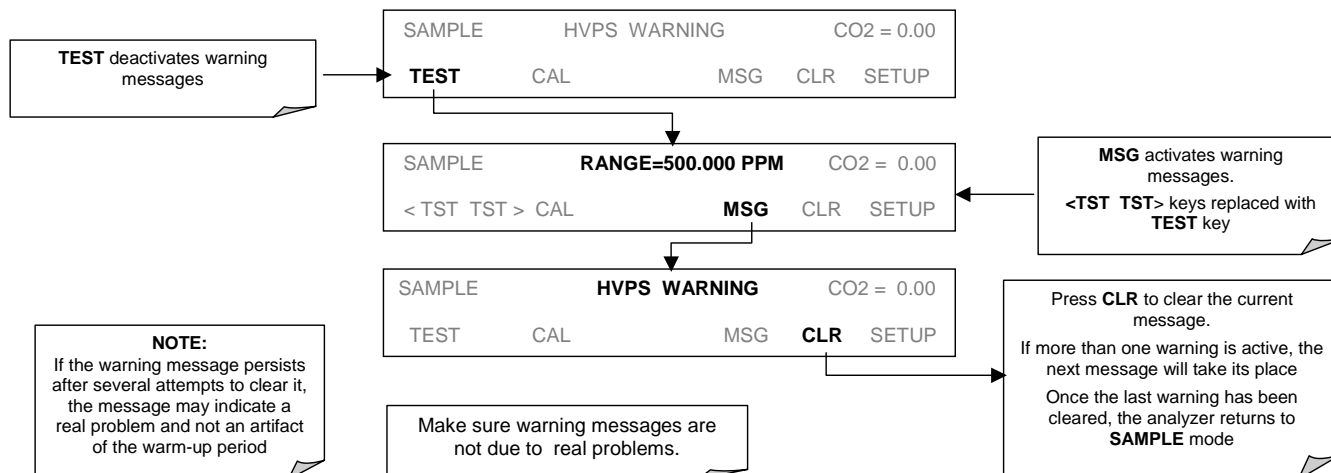 SAMPLE HVPS WARNING CO2 = 0.00
TEST CAL MSG CLR SETUP
TEST deactivates warning
messages
SAMPLE RANGE=500.000 PPM CO2 = 0.00
< TST TST > CAL MSG CLR SETUP
MSG activates warning
messages.
<TST TST> keys replaced with
TEST key
SAMPLE HVPS WARNING CO2 = 0.00
TEST CAL MSG CLR SETUP
Press CLR to clear the current
message.
If more than one warning is active, the
next message will take its place
Once the last warning has been
cleared, the analyzer returns to
SAMPLE mode
NOTE:
If the warning message persists
after several attempts to clear it,
the message may indicate a
real problem and not an artifact
of the warm-up period
Make sure warning messages are
not due to real problems.